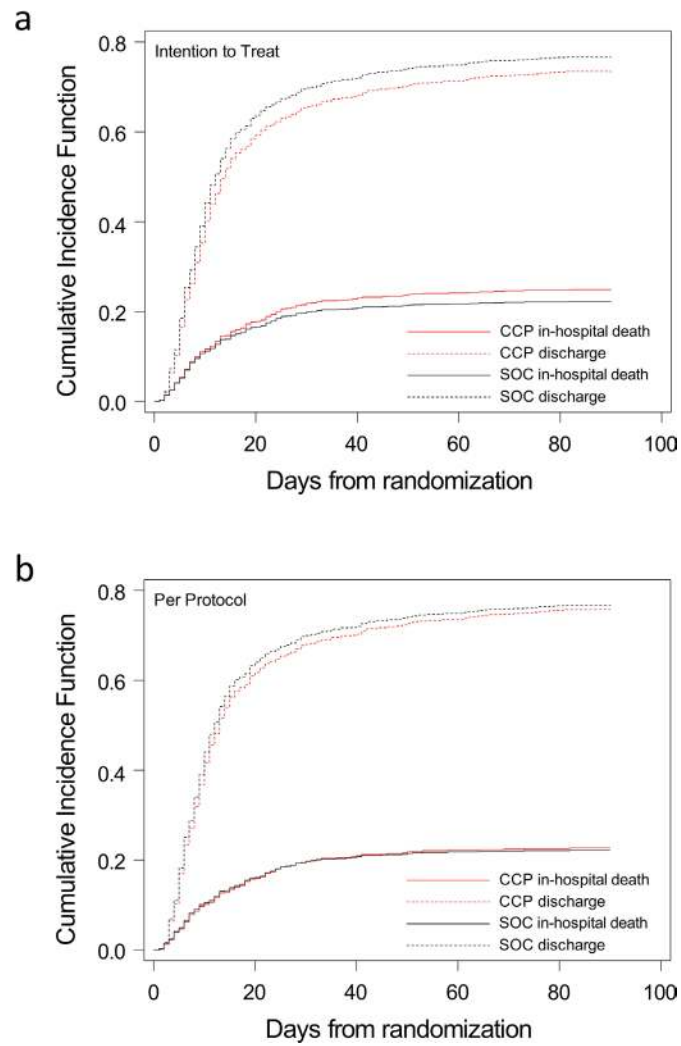 a
Intention to Treat
0.8
0.6
0.4
0.2
0.0
Cumulative Incidence Function
CCP in-hospital death
CCP discharge
SOC in-hospital death
SOC discharge
0 20 40 60 80 100
Days from randomization
b
Per Protocol
0.8
0.6
0.4
0.2
0.0
Cumulative Incidence Function
CCP in-hospital death
CCP discharge
SOC in-hospital death
SOC discharge
0 20 40 60 80 100
Days from randomization